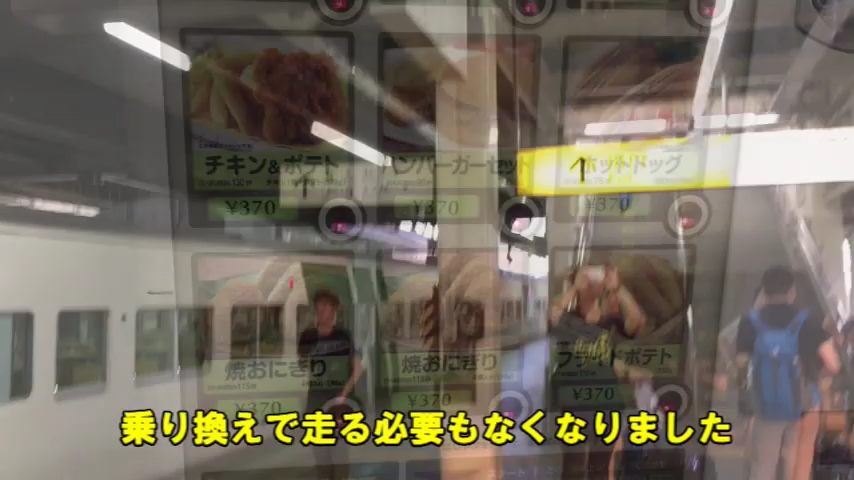 チキン&ポテト
ハンバーガーセット
ホットドッグ
1
¥370
¥370
¥370
焼おにぎり
焼おにぎり
フライドポテト
¥370
¥370
¥370
乗り換えで走る必要もなくなりました